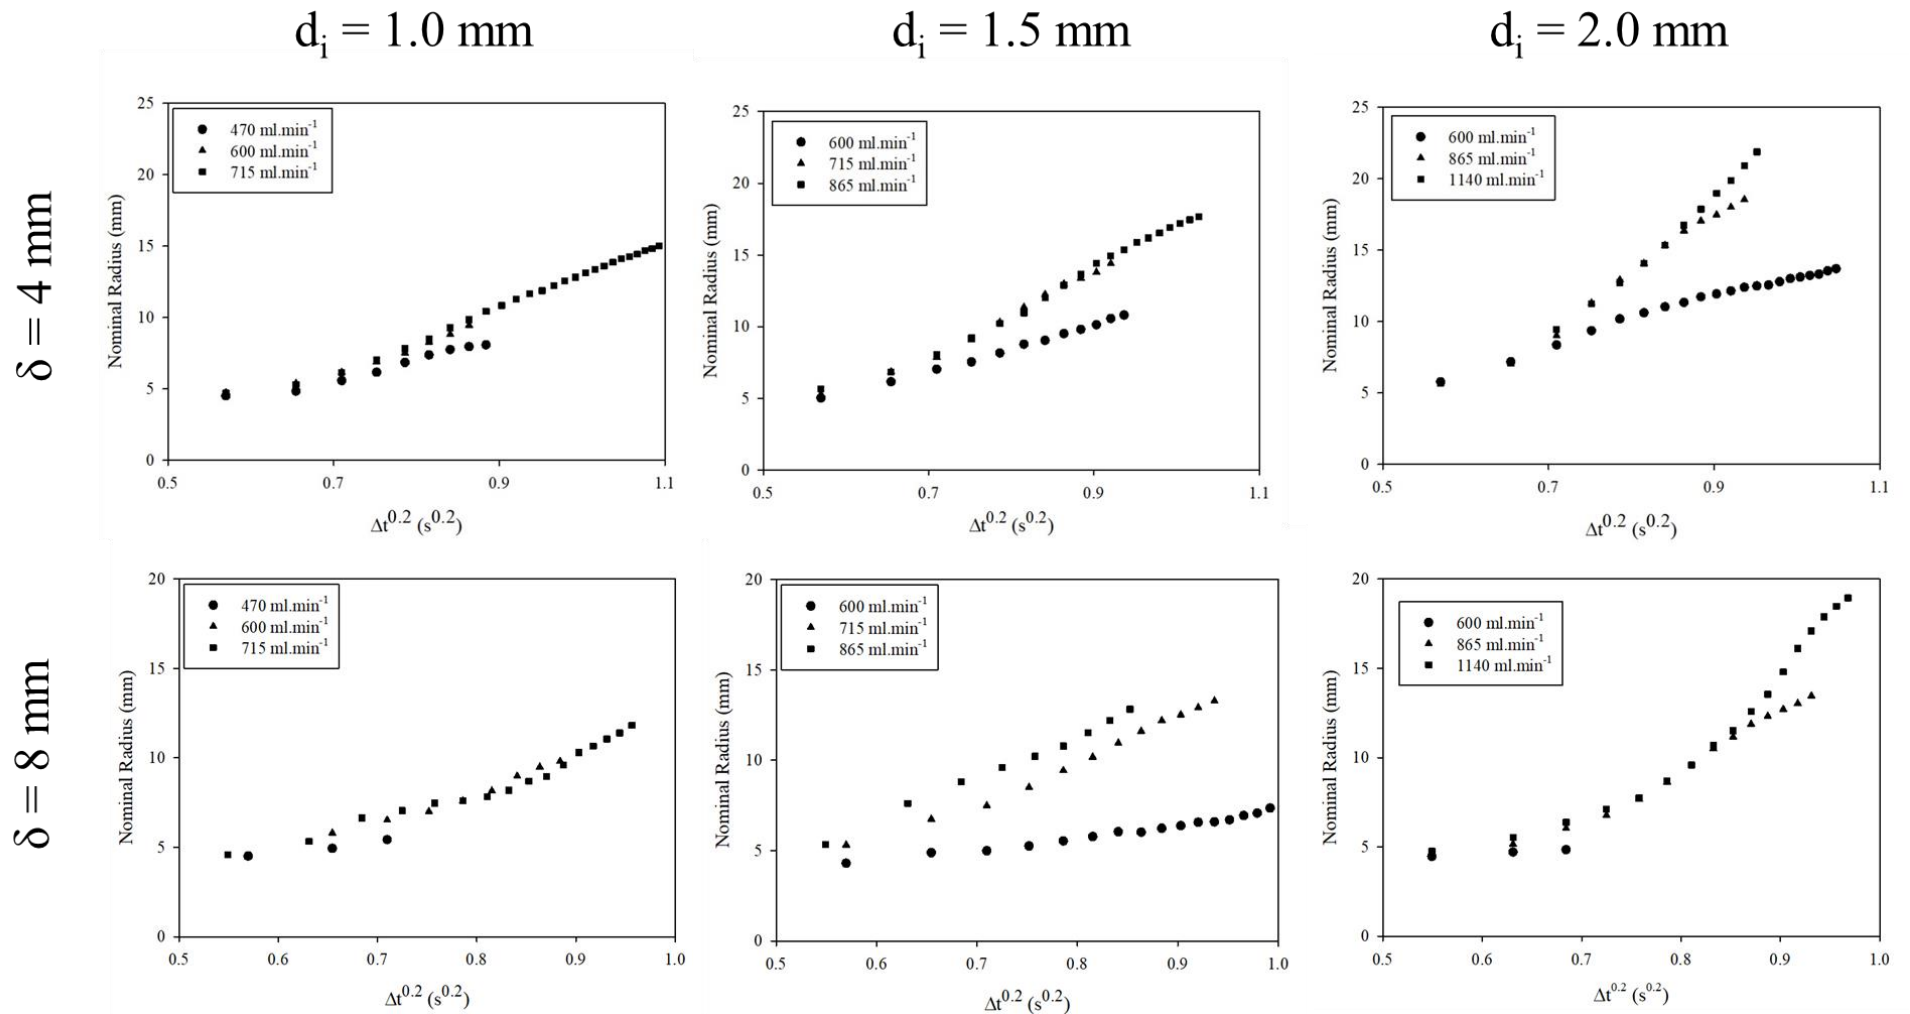 dᵢ = 1.0 mm
dᵢ = 1.5 mm
dᵢ = 2.0 mm
δ = 4 mm
Nominal Radius (mm)
25
20
15
10
5
0
470 ml.min⁻¹
600 ml.min⁻¹
715 ml.min⁻¹
0.5 0.7 0.9 1.1
Δt⁰·² (s⁰·²)
Nominal Radius (mm)
25
20
15
10
5
0
600 ml.min⁻¹
715 ml.min⁻¹
865 ml.min⁻¹
0.5 0.7 0.9 1.1
Δt⁰·² (s⁰·²)
Nominal Radius (mm)
25
20
15
10
5
0
600 ml.min⁻¹
865 ml.min⁻¹
1140 ml.min⁻¹
0.5 0.7 0.9 1.1
Δt⁰·² (s⁰·²)
δ = 8 mm
Nominal Radius (mm)
20
15
10
5
0
470 ml.min⁻¹
600 ml.min⁻¹
715 ml.min⁻¹
0.5 0.6 0.7 0.8 0.9 1.0
Δt⁰·² (s⁰·²)
Nominal Radius (mm)
20
15
10
5
0
600 ml.min⁻¹
715 ml.min⁻¹
865 ml.min⁻¹
0.5 0.6 0.7 0.8 0.9 1.0
Δt⁰·² (s⁰·²)
Nominal Radius (mm)
20
15
10
5
0
600 ml.min⁻¹
865 ml.min⁻¹
1140 ml.min⁻¹
0.5 0.6 0.7 0.8 0.9 1.0
Δt⁰·² (s⁰·²)